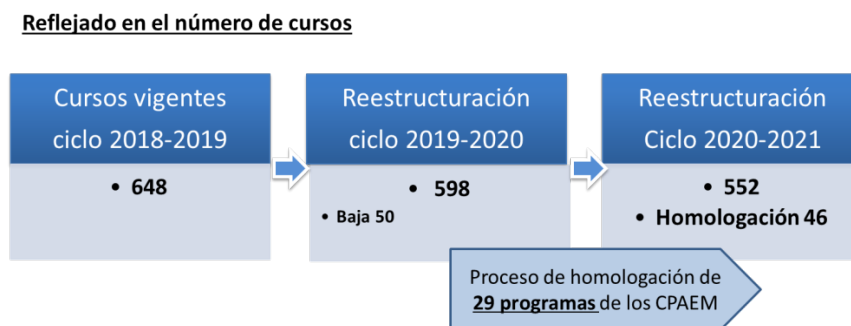 Reflejado en el número de cursos
Cursos vigentes
ciclo 2018-2019
• 648
Reestructuración
ciclo 2019-2020
• 598
• Baja 50
Reestructuración
Ciclo 2020-2021
• 552
• Homologación 46
Proceso de homologación de
29 programas de los CPAEM